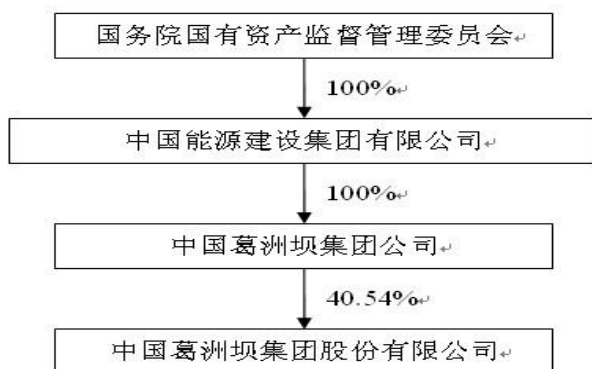 国务院国有资产监督管理委员会
100%
中国能源建设集团有限公司
100%
中国葛洲坝集团公司
40.54%
中国葛洲坝集团股份有限公司